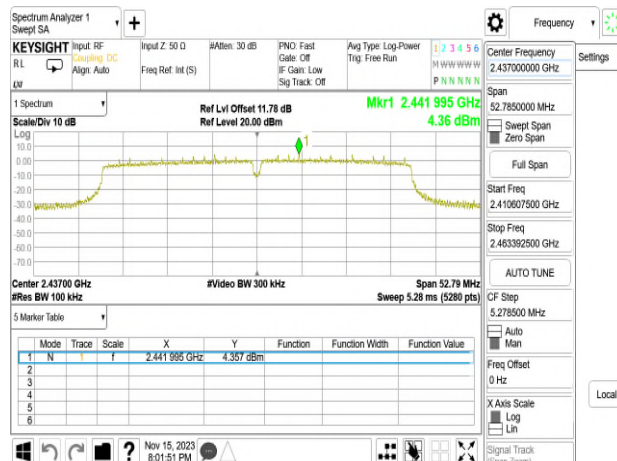 Spectrum Analyzer 1
Swept SA
+
Frequency
KEYSIGHT
RL
Input: RF
Coupling: DC
Align: Auto
Input Z: 50 Ω
Freq Ref: Int (S)
#Atten: 30 dB
PNO: Fast
Gate: Off
IF Gain: Low
Sig Track: Off
Avg Type: Log-Power
Trig: Free Run
1 2 3 4 5 6
M W W W W W
P N N N N N
Center Frequency
2.437000000 GHz
Settings
Span
52.7850000 MHz
Swept Span
Zero Span
Full Span
Start Freq
2.410607500 GHz
Stop Freq
2.463392500 GHz
AUTO TUNE
CF Step
5.278500 MHz
Auto
Man
Freq Offset
0 Hz
X Axis Scale
Log
Lin
Signal Track
(Span Zoom)
Local
1 Spectrum
Scale/Div 10 dB
Ref Lvl Offset 11.78 dB
Ref Level 20.00 dBm
Mkr1 2.441 995 GHz
4.36 dBm
Log
10.0
0.00
-10.0
-20.0
-30.0
-40.0
-50.0
-60.0
-70.0
1
Center 2.43700 GHz
#Res BW 100 kHz
#Video BW 300 kHz
Span 52.79 MHz
Sweep 5.28 ms (5280 pts)
5 Marker Table
Mode Trace Scale X Y Function Function Width Function Value
1 N 1 f 2.441 995 GHz 4.357 dBm
2
3
4
5
6
?
Nov 15, 2023
8:01:51 PM